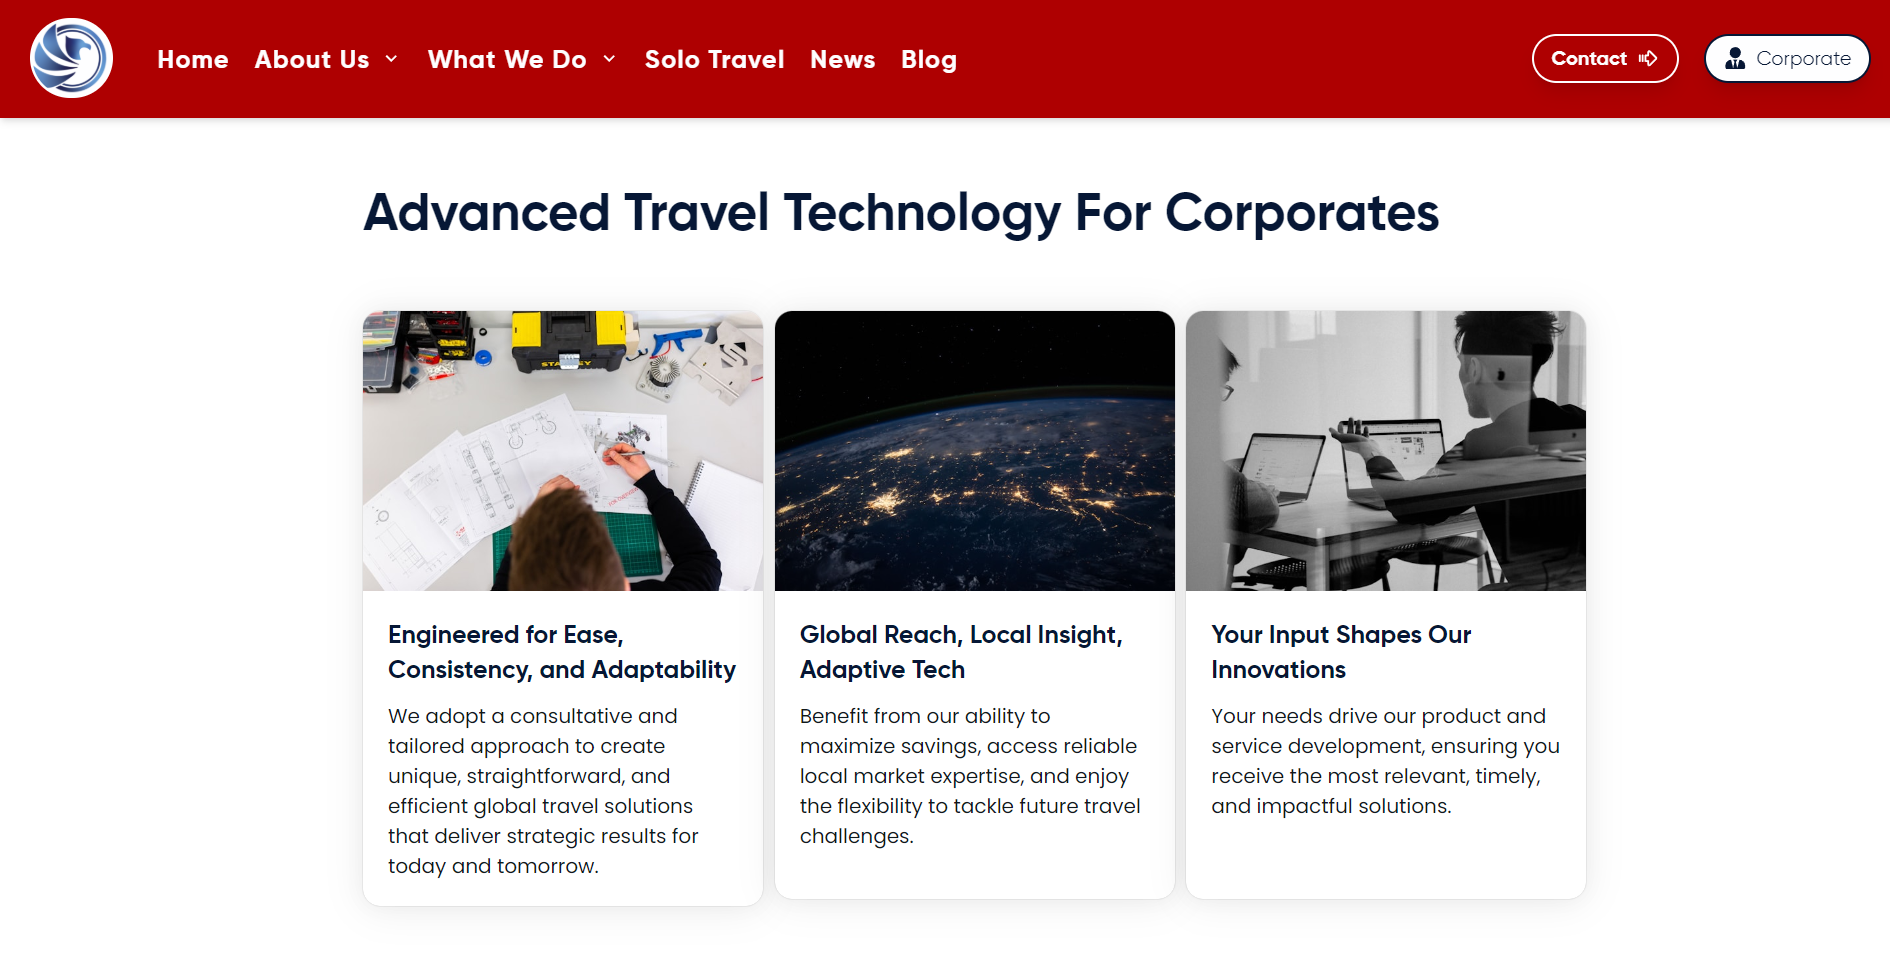 Home About Us What We Do Solo Travel News Blog Contact Corporate
Advanced Travel Technology For Corporates
STANLEY
Engineered for Ease,
Consistency, and Adaptability
We adopt a consultative and
tailored approach to create
unique, straightforward, and
efficient global travel solutions
that deliver strategic results for
today and tomorrow.
Global Reach, Local Insight,
Adaptive Tech
Benefit from our ability to
maximize savings, access reliable
local market expertise, and enjoy
the flexibility to tackle future travel
challenges.
Your Input Shapes Our
Innovations
Your needs drive our product and
service development, ensuring you
receive the most relevant, timely,
and impactful solutions.